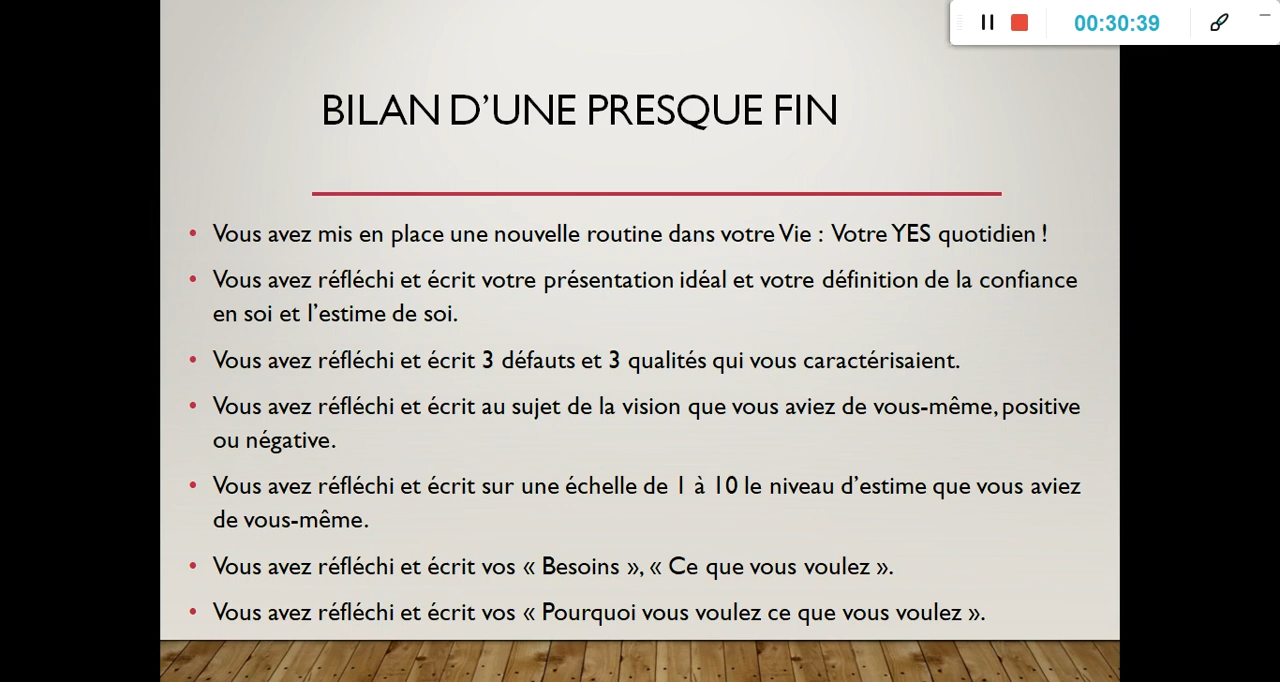 00:30:39
BILAN D’UNE PRESQUE FIN
• Vous avez mis en place une nouvelle routine dans votre Vie : Votre YES quotidien !
• Vous avez réfléchi et écrit votre présentation idéal et votre définition de la confiance
en soi et l’estime de soi.
• Vous avez réfléchi et écrit 3 défauts et 3 qualités qui vous caractérisaient.
• Vous avez réfléchi et écrit au sujet de la vision que vous aviez de vous-même, positive
ou négative.
• Vous avez réfléchi et écrit sur une échelle de 1 à 10 le niveau d’estime que vous aviez
de vous-même.
• Vous avez réfléchi et écrit vos « Besoins », « Ce que vous voulez ».
• Vous avez réfléchi et écrit vos « Pourquoi vous voulez ce que vous voulez ».